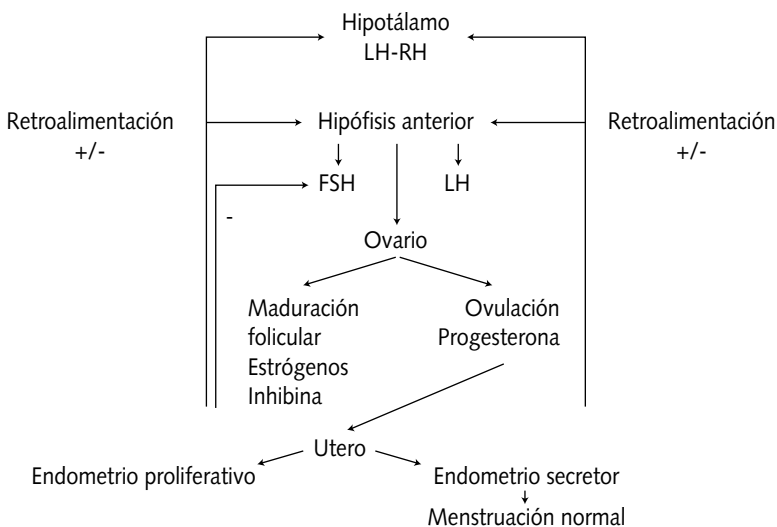 Hipotálamo
LH-RH
Retroalimentación
+/-
Hipófisis anterior
Retroalimentación
+/-
FSH
LH
-
Ovario
Maduración
folicular
Estrógenos
Inhibina
Ovulación
Progesterona
Utero
Endometrio proliferativo
Endometrio secretor
Menstruación normal